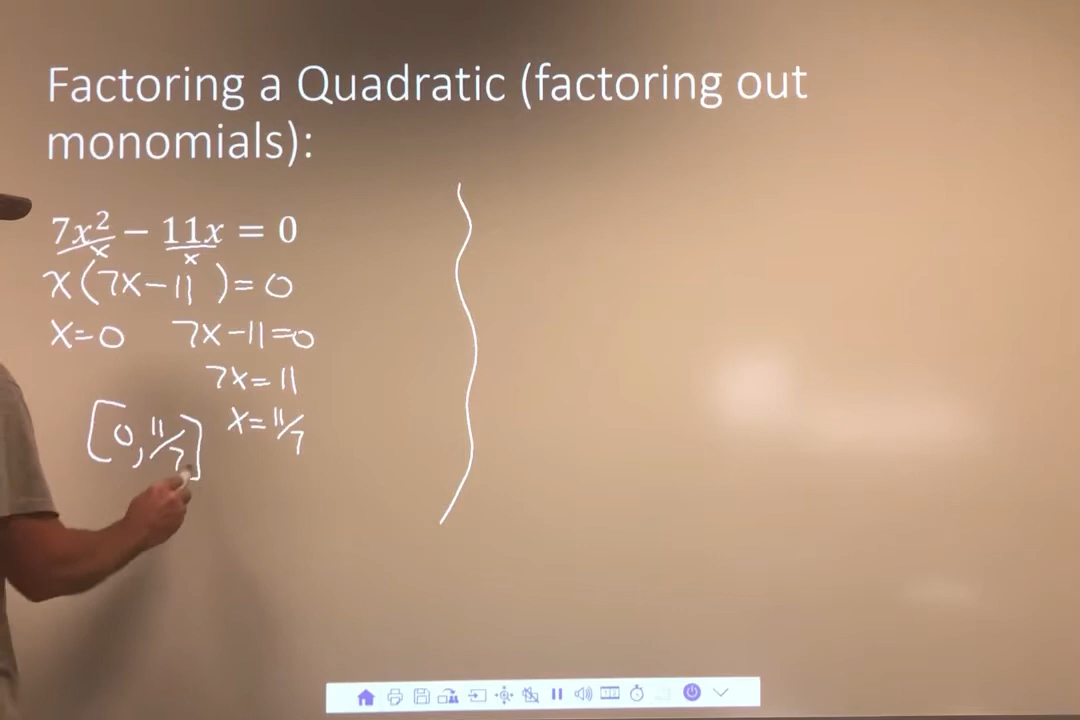 Factoring a Quadratic (factoring out
monomials):
7x² − 11x = 0
x x
x(7x-11)=0
x=0 7x-11=0
7x=11
x=11/7
[0, 11/7]